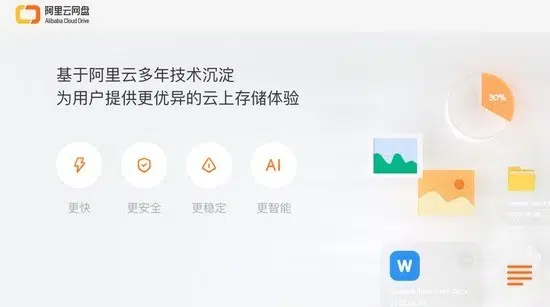 阿里云网盘
Alibaba Cloud Drive
基于阿里云多年技术沉淀
为用户提供更优异的云上存储体验
30%
AI
更快
更安全
更稳定
更智能
W